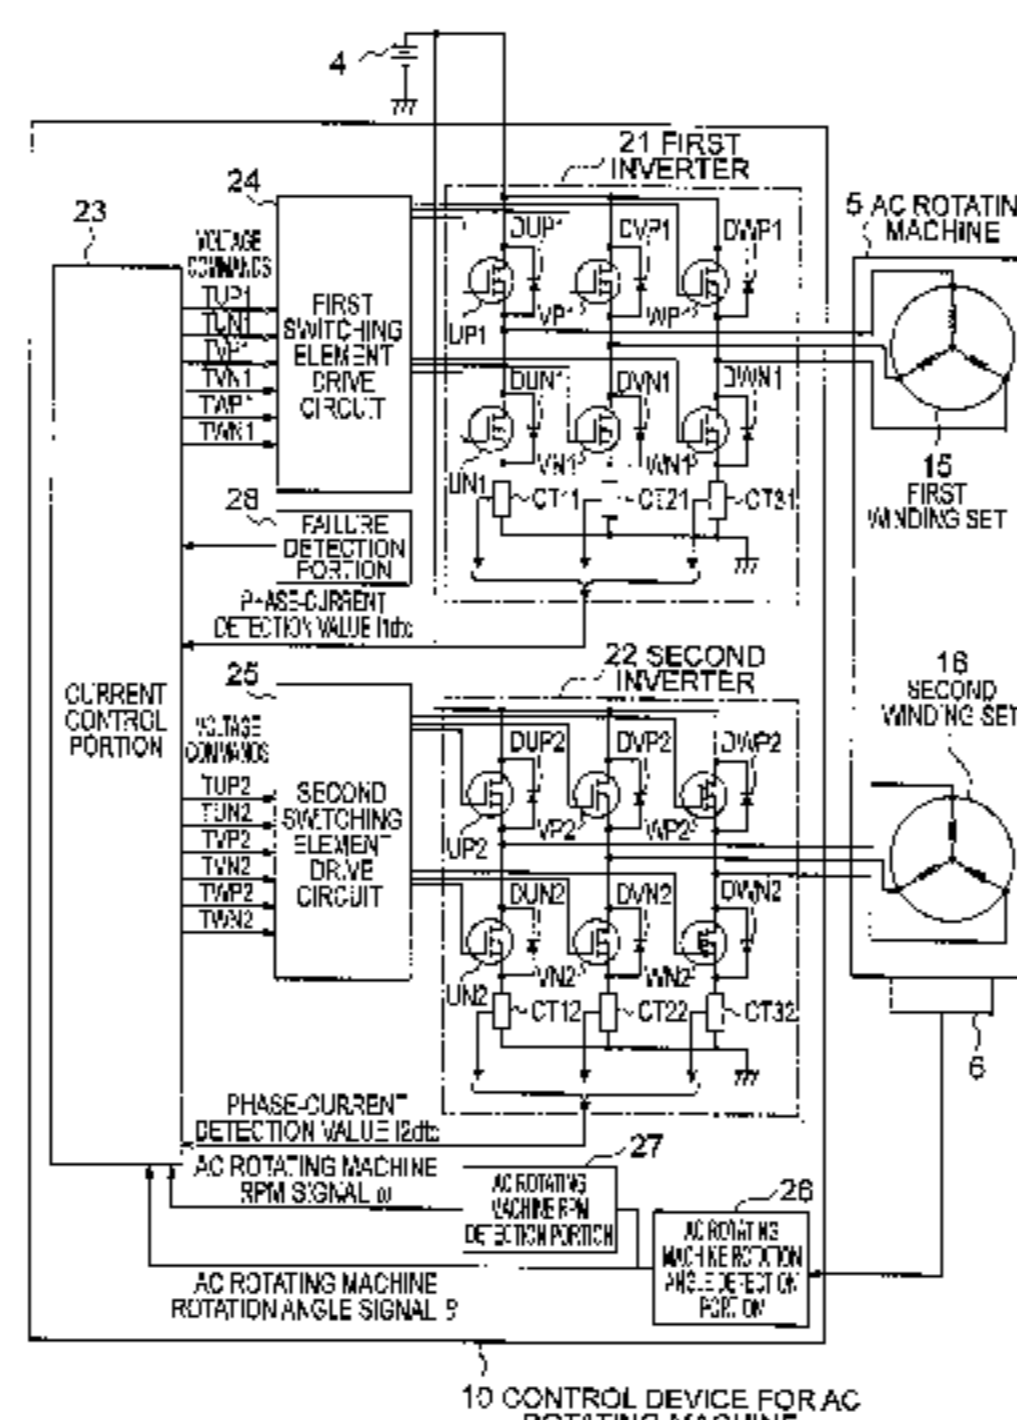 4
21 FIRST
INVERTER
24
23
5 AC ROTATIN
MACHINE
VOLTAGE
COMMANDS
TUP1
TUN1
TVP1
TVN1
TWP1
TWN1
FIRST
SWITCHING
ELEMENT
DRIVE
CIRCUIT
DUP1
DVP1
DWP1
UP1
VP1
WP1
DUN1
DVN1
DWN1
UN1
VN1
WN1
CT11
CT21
CT31
15
FIRST
WINDING SET
28
FAILURE
DETECTION
PORTION
PHASE-CURRENT
DETECTION VALUE I1dtc
CURRENT
CONTROL
PORTION
25
22 SECOND
INVERTER
16
SECOND
WINDING SET
VOLTAGE
COMMANDS
TUP2
TUN2
TVP2
TVN2
TWP2
TWN2
SECOND
SWITCHING
ELEMENT
DRIVE
CIRCUIT
DUP2
DVP2
DWP2
UP2
VP2
WP2
DUN2
DVN2
DWN2
UN2
VN2
WN2
CT12
CT22
CT32
6
PHASE-CURRENT
DETECTION VALUE I2dtc
27
AC ROTATING MACHINE
RPM SIGNAL ω
AC ROTATING
MACHINE RPM
DETECTION PORTION
26
AC ROTATING
MACHINE ROTATION
ANGLE DETECTION
PORTION
AC ROTATING MACHINE
ROTATION ANGLE SIGNAL θ
10 CONTROL DEVICE FOR AC
ROTATING MACHINE